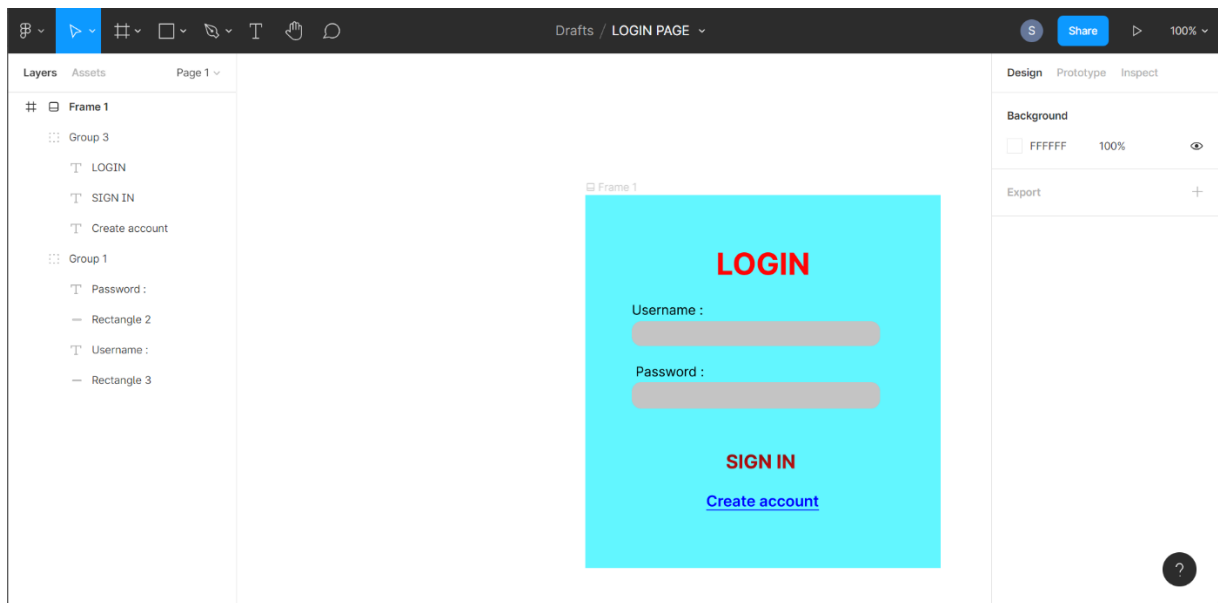 Drafts / LOGIN PAGE
S
Share
100%
Layers Assets Page 1
Frame 1
Group 3
T LOGIN
T SIGN IN
T Create account
Group 1
T Password :
Rectangle 2
T Username :
Rectangle 3
Frame 1
LOGIN
Username :
Password :
SIGN IN
Create account
Design Prototype Inspect
Background
FFFFFF 100%
Export +
?